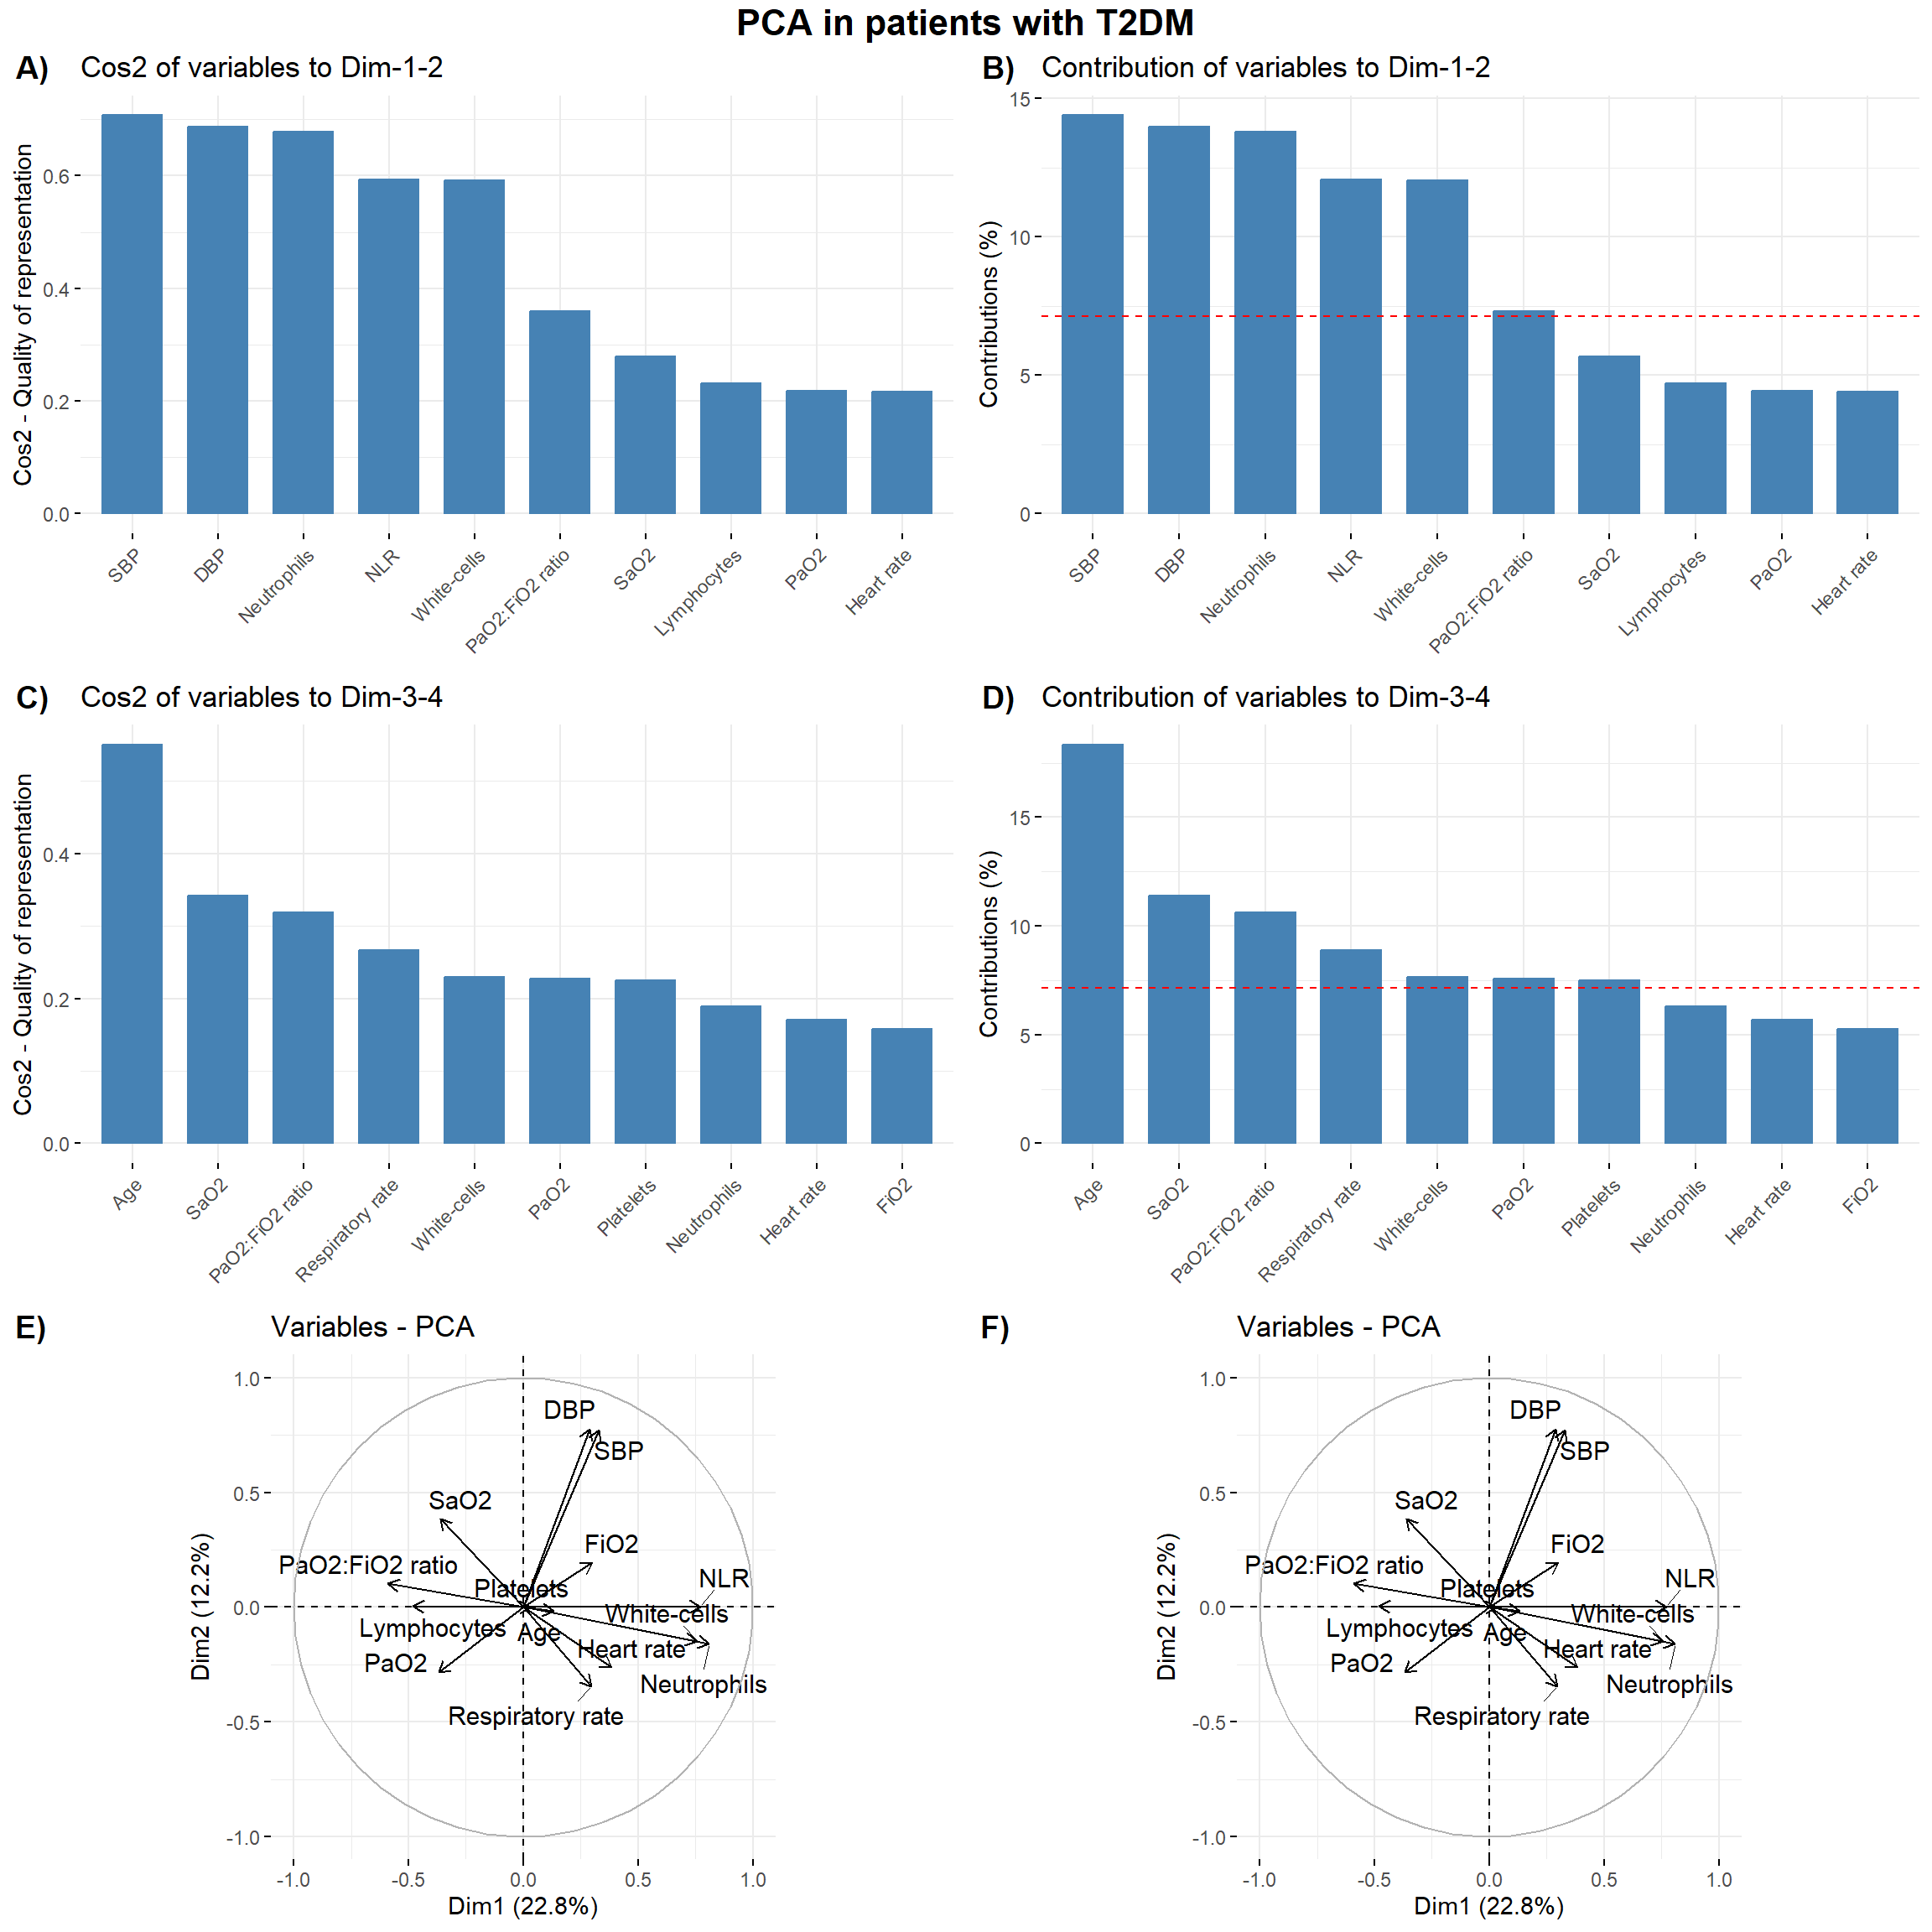 PCA in patients with T2DM
A) Cos2 of variables to Dim-1-2
Cos2 - Quality of representation
0.6
0.4
0.2
0.0
SBP
DBP
Neutrophils
NLR
White-cells
PaO2:FiO2 ratio
SaO2
Lymphocytes
PaO2
Heart rate
B) Contribution of variables to Dim-1-2
Contributions (%)
15
10
5
0
SBP
DBP
Neutrophils
NLR
White-cells
PaO2:FiO2 ratio
SaO2
Lymphocytes
PaO2
Heart rate
C) Cos2 of variables to Dim-3-4
Cos2 - Quality of representation
0.4
0.2
0.0
Age
SaO2
PaO2:FiO2 ratio
Respiratory rate
White-cells
PaO2
Platelets
Neutrophils
Heart rate
FiO2
D) Contribution of variables to Dim-3-4
Contributions (%)
15
10
5
0
Age
SaO2
PaO2:FiO2 ratio
Respiratory rate
White-cells
PaO2
Platelets
Neutrophils
Heart rate
FiO2
E) Variables - PCA
Dim2 (12.2%)
1.0
0.5
0.0
-0.5
-1.0
DBP
SBP
SaO2
FiO2
PaO2:FiO2 ratio
Platelets
NLR
White-cells
Lymphocytes
Age
Heart rate
PaO2
Neutrophils
Respiratory rate
-1.0
-0.5
0.0
0.5
1.0
Dim1 (22.8%)
F) Variables - PCA
Dim2 (12.2%)
1.0
0.5
0.0
-0.5
-1.0
DBP
SBP
SaO2
FiO2
PaO2:FiO2 ratio
Platelets
NLR
White-cells
Lymphocytes
Age
Heart rate
PaO2
Neutrophils
Respiratory rate
-1.0
-0.5
0.0
0.5
1.0
Dim1 (22.8%)